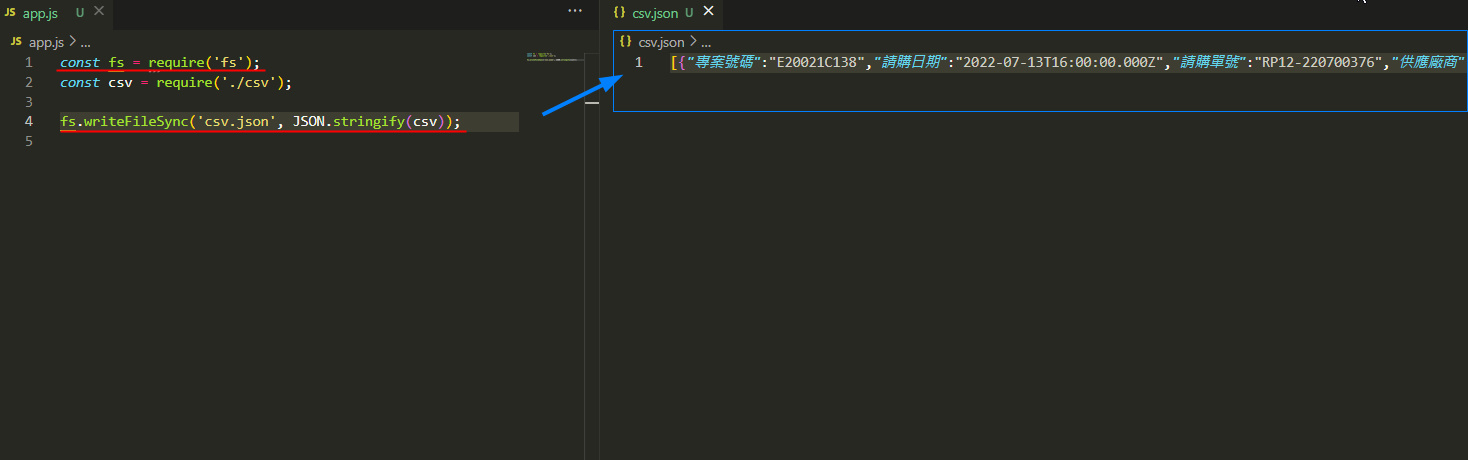 JS app.js U
JS app.js > ...
1 const fs = require('fs');
2 const csv = require('./csv');
3
4 fs.writeFileSync('csv.json', JSON.stringify(csv));
5
{} csv.json U
{} csv.json > ...
1 [{"專案號碼":"E20021C138","請購日期":"2022-07-13T16:00:00.000Z","請購單號":"RP12-220700376","供應廠商"